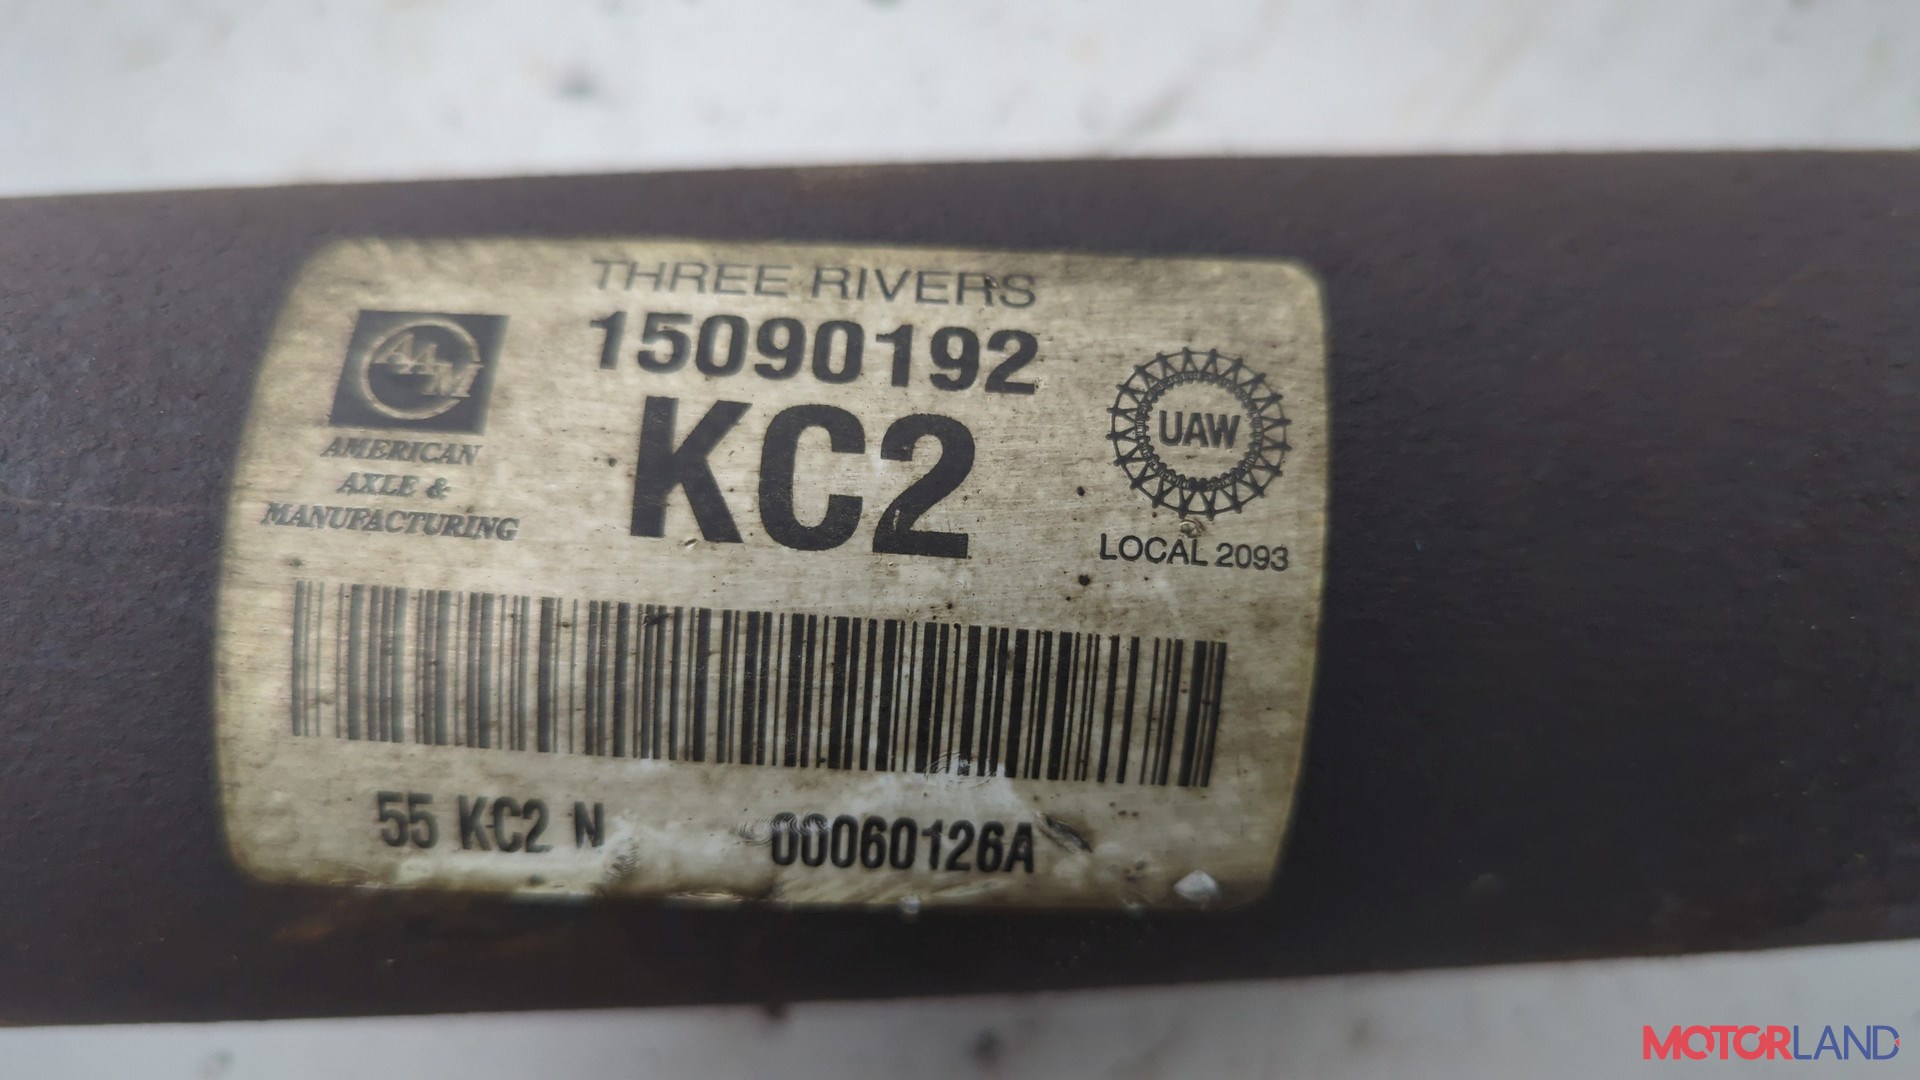 THREE RIVERS
15090192
KC2
AAM
AMERICAN
AXLE &
MANUFACTURING
UAW
LOCAL 2093
55 KC2 N 00060126A
MOTORLAND